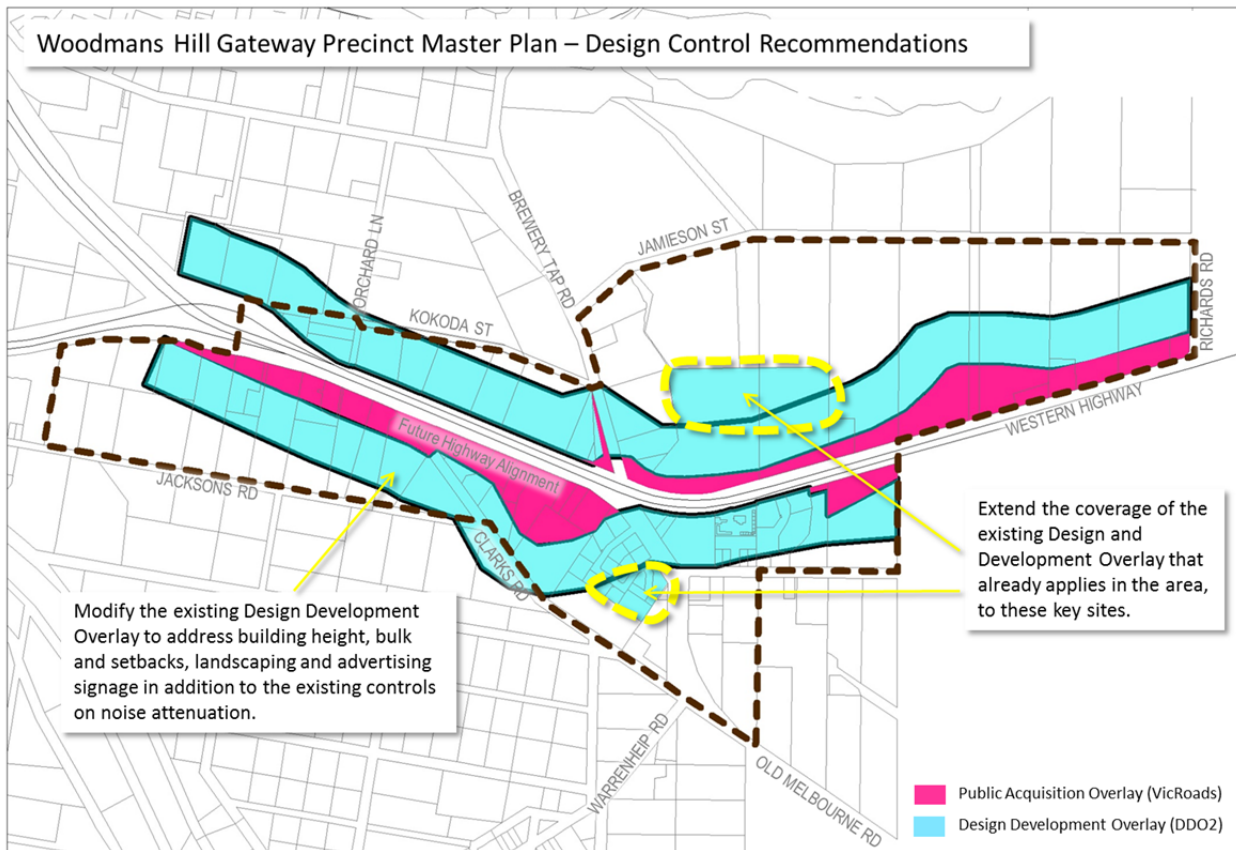 Woodmans Hill Gateway Precinct Master Plan – Design Control Recommendations
BREWERY TAP RD
ORCHARD LN
JAMIESON ST
KOKODA ST
RICHARDS RD
WESTERN HIGHWAY
Future Highway Alignment
JACKSONS RD
CLARKS RD
Extend the coverage of the
existing Design and
Development Overlay that
already applies in the area,
to these key sites.
Modify the existing Design Development
Overlay to address building height, bulk
and setbacks, landscaping and advertising
signage in addition to the existing controls
on noise attenuation.
WARRENHEIP RD
OLD MELBOURNE RD
Public Acquisition Overlay (VicRoads)
Design Development Overlay (DDO2)